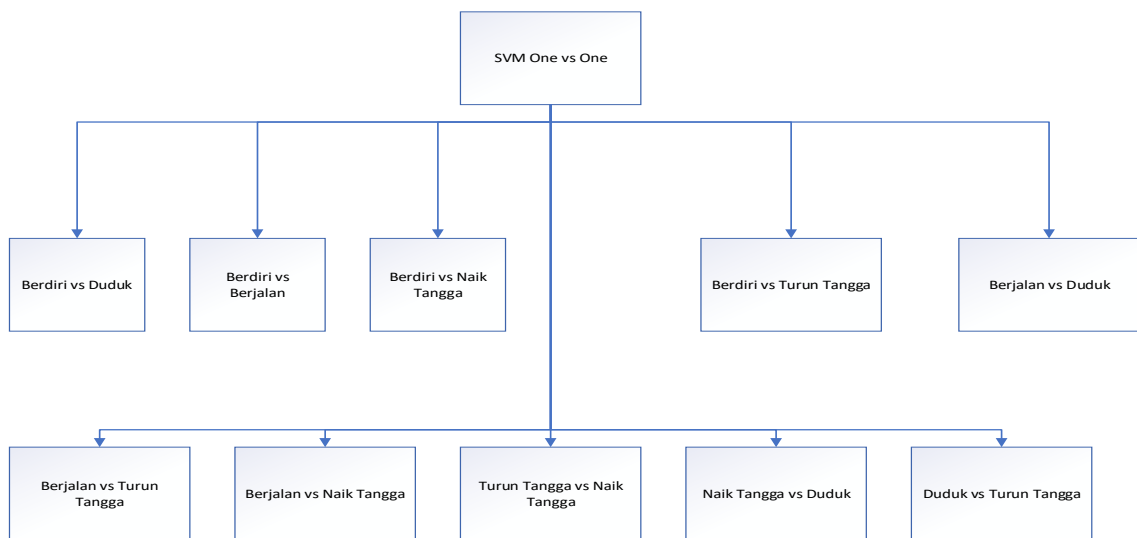 SVM One vs One
Berdiri vs Duduk
Berdiri vs
Berjalan
Berdiri vs Naik
Tangga
Berdiri vs Turun Tangga
Berjalan vs Duduk
Berjalan vs Turun
Tangga
Berjalan vs Naik Tangga
Turun Tangga vs Naik
Tangga
Naik Tangga vs Duduk
Duduk vs Turun Tangga